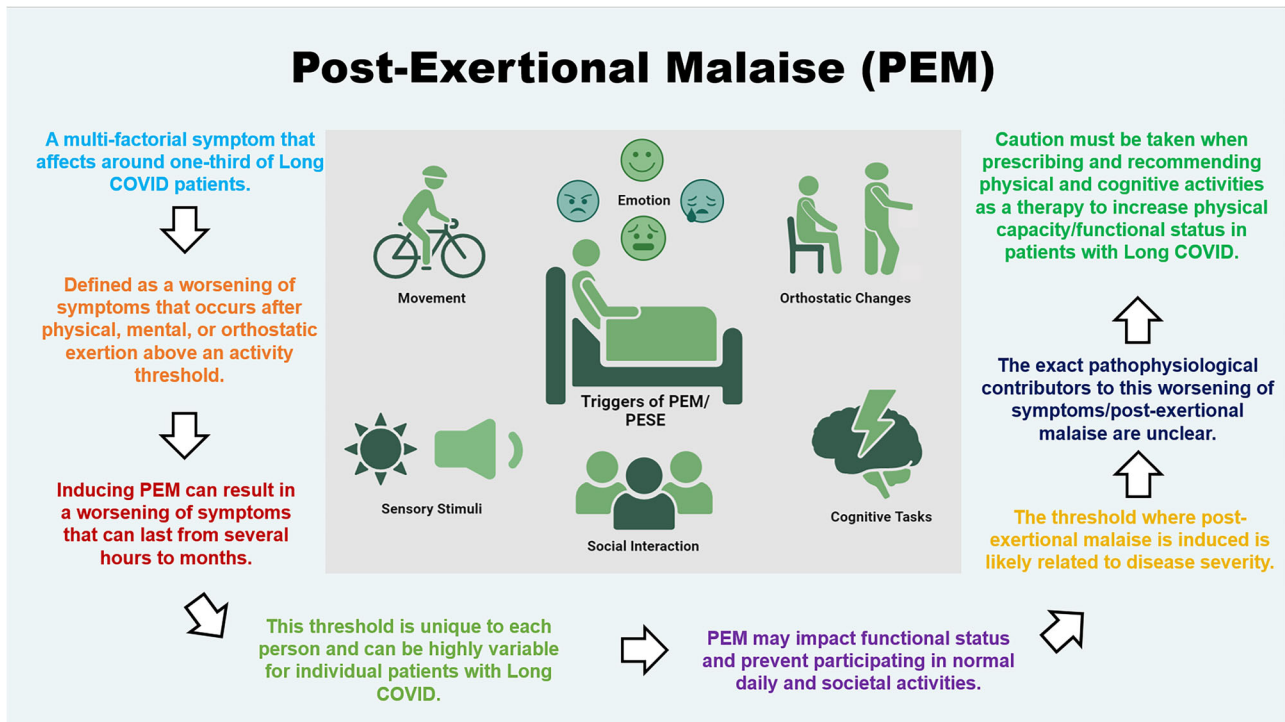 Post-Exertional Malaise (PEM)
A multi-factorial symptom that
affects around one-third of Long
COVID patients.
Defined as a worsening of
symptoms that occurs after
physical, mental, or orthostatic
exertion above an activity
threshold.
Inducing PEM can result in
a worsening of symptoms
that can last from several
hours to months.
This threshold is unique to each
person and can be highly variable
for individual patients with Long
COVID.
PEM may impact functional status
and prevent participating in normal
daily and societal activities.
The threshold where post-
exertional malaise is induced is
likely related to disease severity.
The exact pathophysiological
contributors to this worsening of
symptoms/post-exertional
malaise are unclear.
Caution must be taken when
prescribing and recommending
physical and cognitive activities
as a therapy to increase physical
capacity/functional status in
patients with Long COVID.
Emotion
Movement
Orthostatic Changes
Triggers of PEM/
PESE
Sensory Stimuli
Social Interaction
Cognitive Tasks